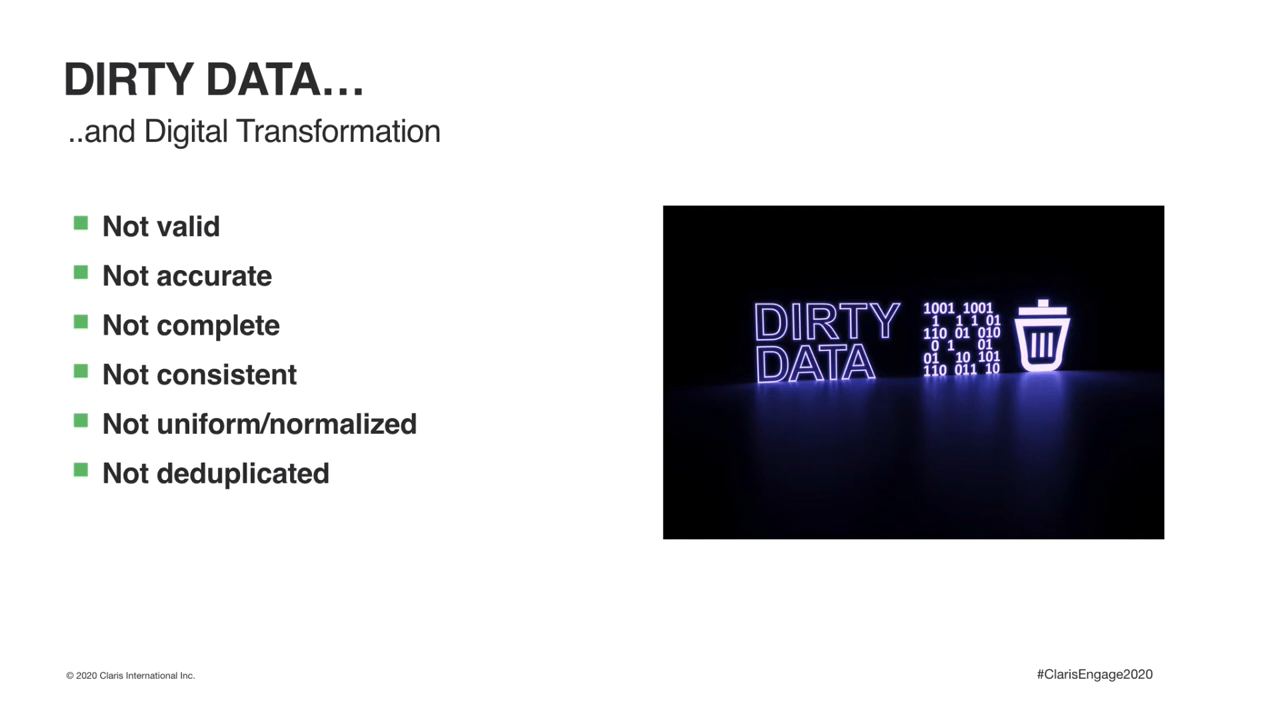 DIRTY DATA…
..and Digital Transformation
Not valid
Not accurate
Not complete
Not consistent
Not uniform/normalized
Not deduplicated
DIRTY
DATA
1001 1001
1 1 1 01
110 01 010
0 1 01
01 10 101
110 011 10
© 2020 Claris International Inc.
#ClarisEngage2020